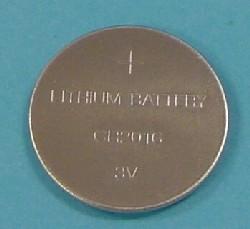 +
LITHIUM BATTERY
CR2016
3V